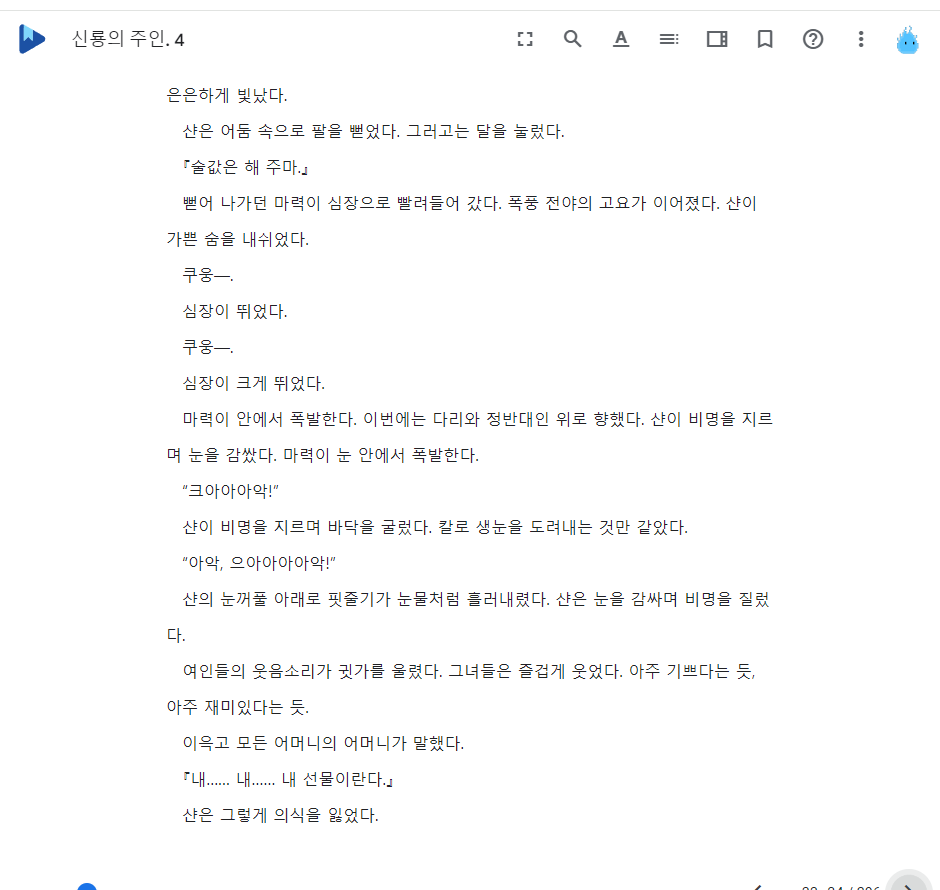 신룡의 주인. 4
은은하게 빛났다.
샨은 어둠 속으로 팔을 뻗었다. 그러고는 달을 눌렀다.
『술값은 해 주마.』
뻗어 나가던 마력이 심장으로 빨려들어 갔다. 폭풍 전야의 고요가 이어졌다. 샨이
가쁜 숨을 내쉬었다.
쿠웅―.
심장이 뛰었다.
쿠웅―.
심장이 크게 뛰었다.
마력이 안에서 폭발한다. 이번에는 다리와 정반대인 위로 향했다. 샨이 비명을 지르
며 눈을 감쌌다. 마력이 눈 안에서 폭발한다.
“크아아아악!”
샨이 비명을 지르며 바닥을 굴렀다. 칼로 생눈을 도려내는 것만 같았다.
“아악, 으아아아아악!”
샨의 눈꺼풀 아래로 핏줄기가 눈물처럼 흘러내렸다. 샨은 눈을 감싸며 비명을 질렀
다.
여인들의 웃음소리가 귓가를 울렸다. 그녀들은 즐겁게 웃었다. 아주 기쁘다는 듯,
아주 재미있다는 듯.
이윽고 모든 어머니의 어머니가 말했다.
『내…… 내…… 내 선물이란다.』
샨은 그렇게 의식을 잃었다.